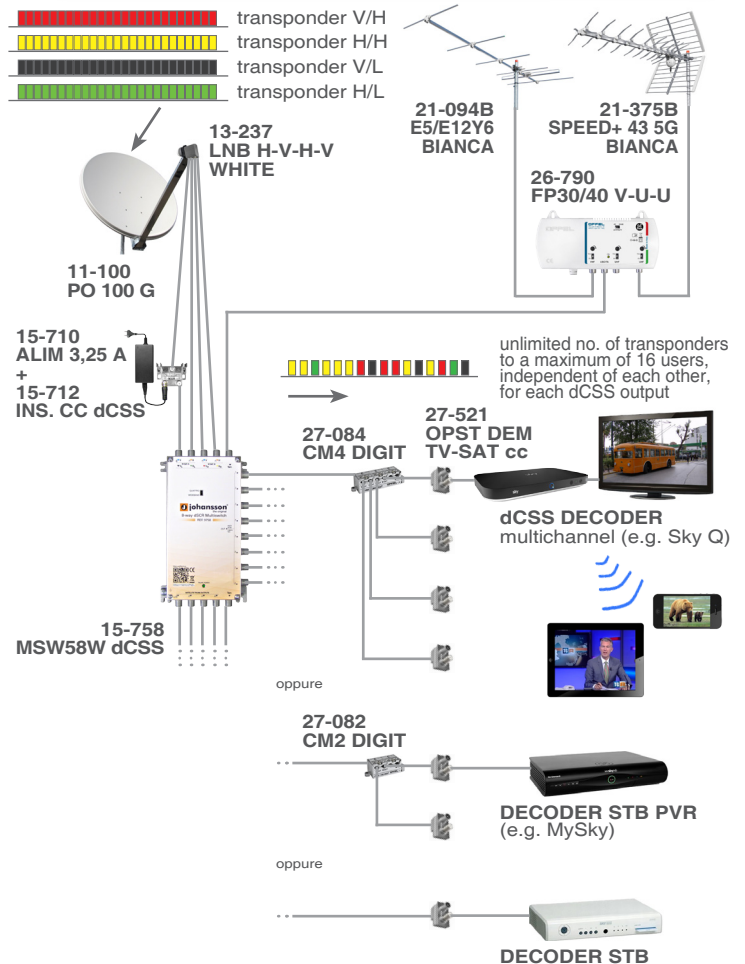 transponder V/H
transponder H/H
transponder V/L
transponder H/L
21-094B
E5/E12Y6
BIANCA
21-375B
SPEED+ 43 5G
BIANCA
13-237
LNB H-V-H-V
WHITE
26-790
FP30/40 V-U-U
11-100
PO 100 G
15-710
ALIM 3,25 A
+
15-712
INS. CC dCSS
unlimited no. of transponders
to a maximum of 16 users,
independent of each other,
for each dCSS output
27-084
CM4 DIGIT
27-521
OPST DEM
TV-SAT cc
johansson
dCSS DECODER
multichannel (e.g. Sky Q)
15-758
MSW58W dCSS
oppure
27-082
CM2 DIGIT
DECODER STB PVR
(e.g. MySky)
oppure
DECODER STB